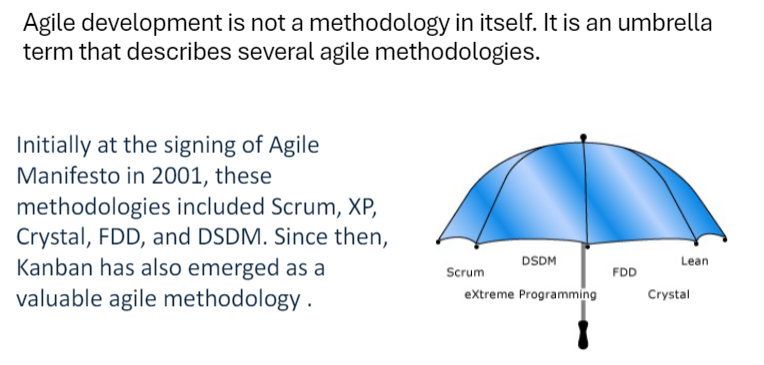 Agile development is not a methodology in itself. It is an umbrella
term that describes several agile methodologies.
Initially at the signing of Agile
Manifesto in 2001, these
methodologies included Scrum, XP,
Crystal, FDD, and DSDM. Since then,
Kanban has also emerged as a
valuable agile methodology .
Scrum
DSDM
FDD
Lean
eXtreme Programming
Crystal